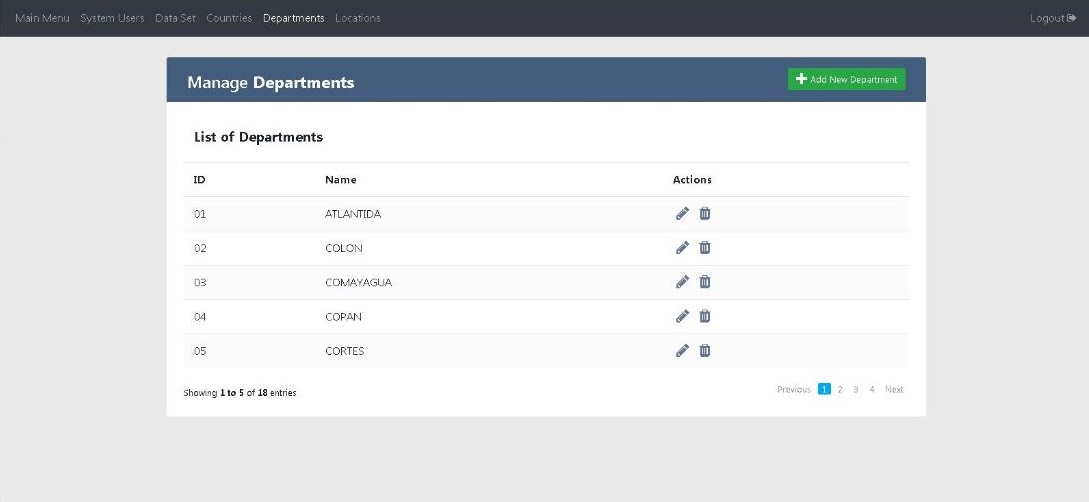 Main Menu System Users Data Set Countries Departments Locations Logout
Manage Departments Add New Department
List of Departments
ID Name Actions
01 ATLANTIDA
02 COLON
03 COMAYAGUA
04 COPAN
05 CORTES
Showing 1 to 5 of 18 entries Previous 1 2 3 4 Next